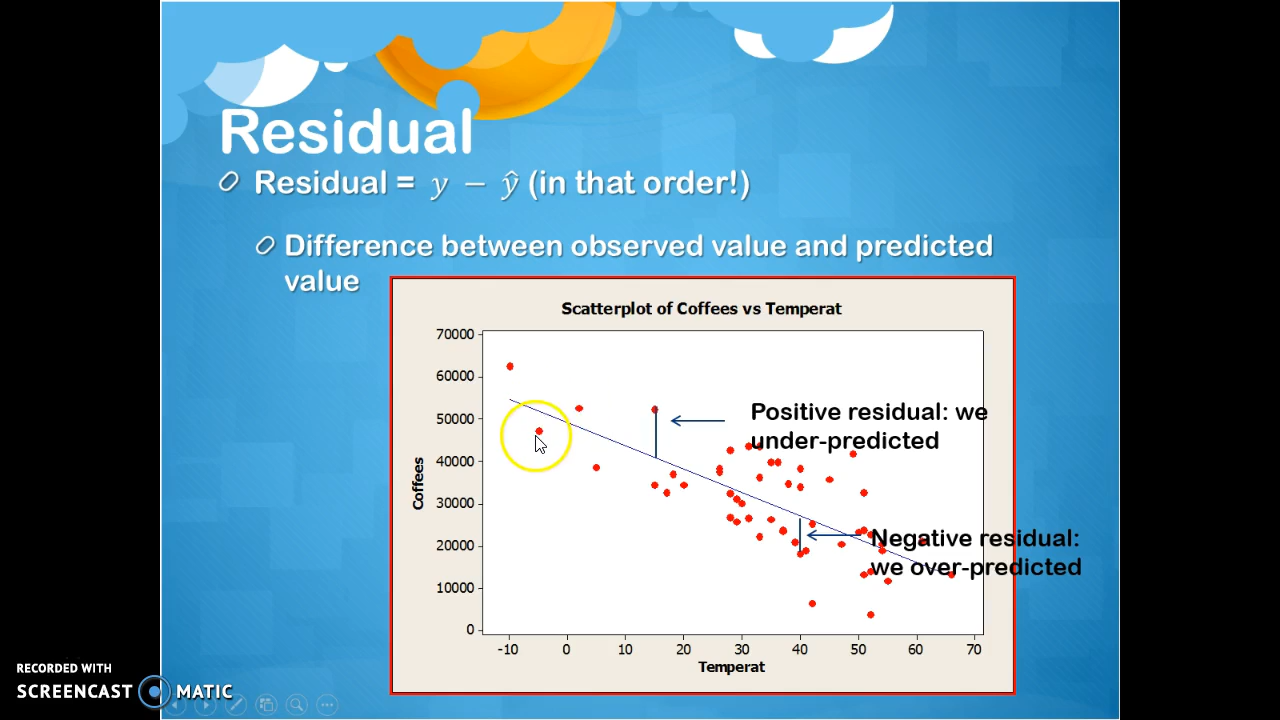 Residual
Residual = y − ŷ (in that order!)
Difference between observed value and predicted
value
Scatterplot of Coffees vs Temperat
70000
60000
50000
40000
30000
20000
10000
0
Coffees
Positive residual: we
under-predicted
Negative residual:
we over-predicted
-10 0 10 20 30 40 50 60 70
Temperat
RECORDED WITH
SCREENCAST MATIC